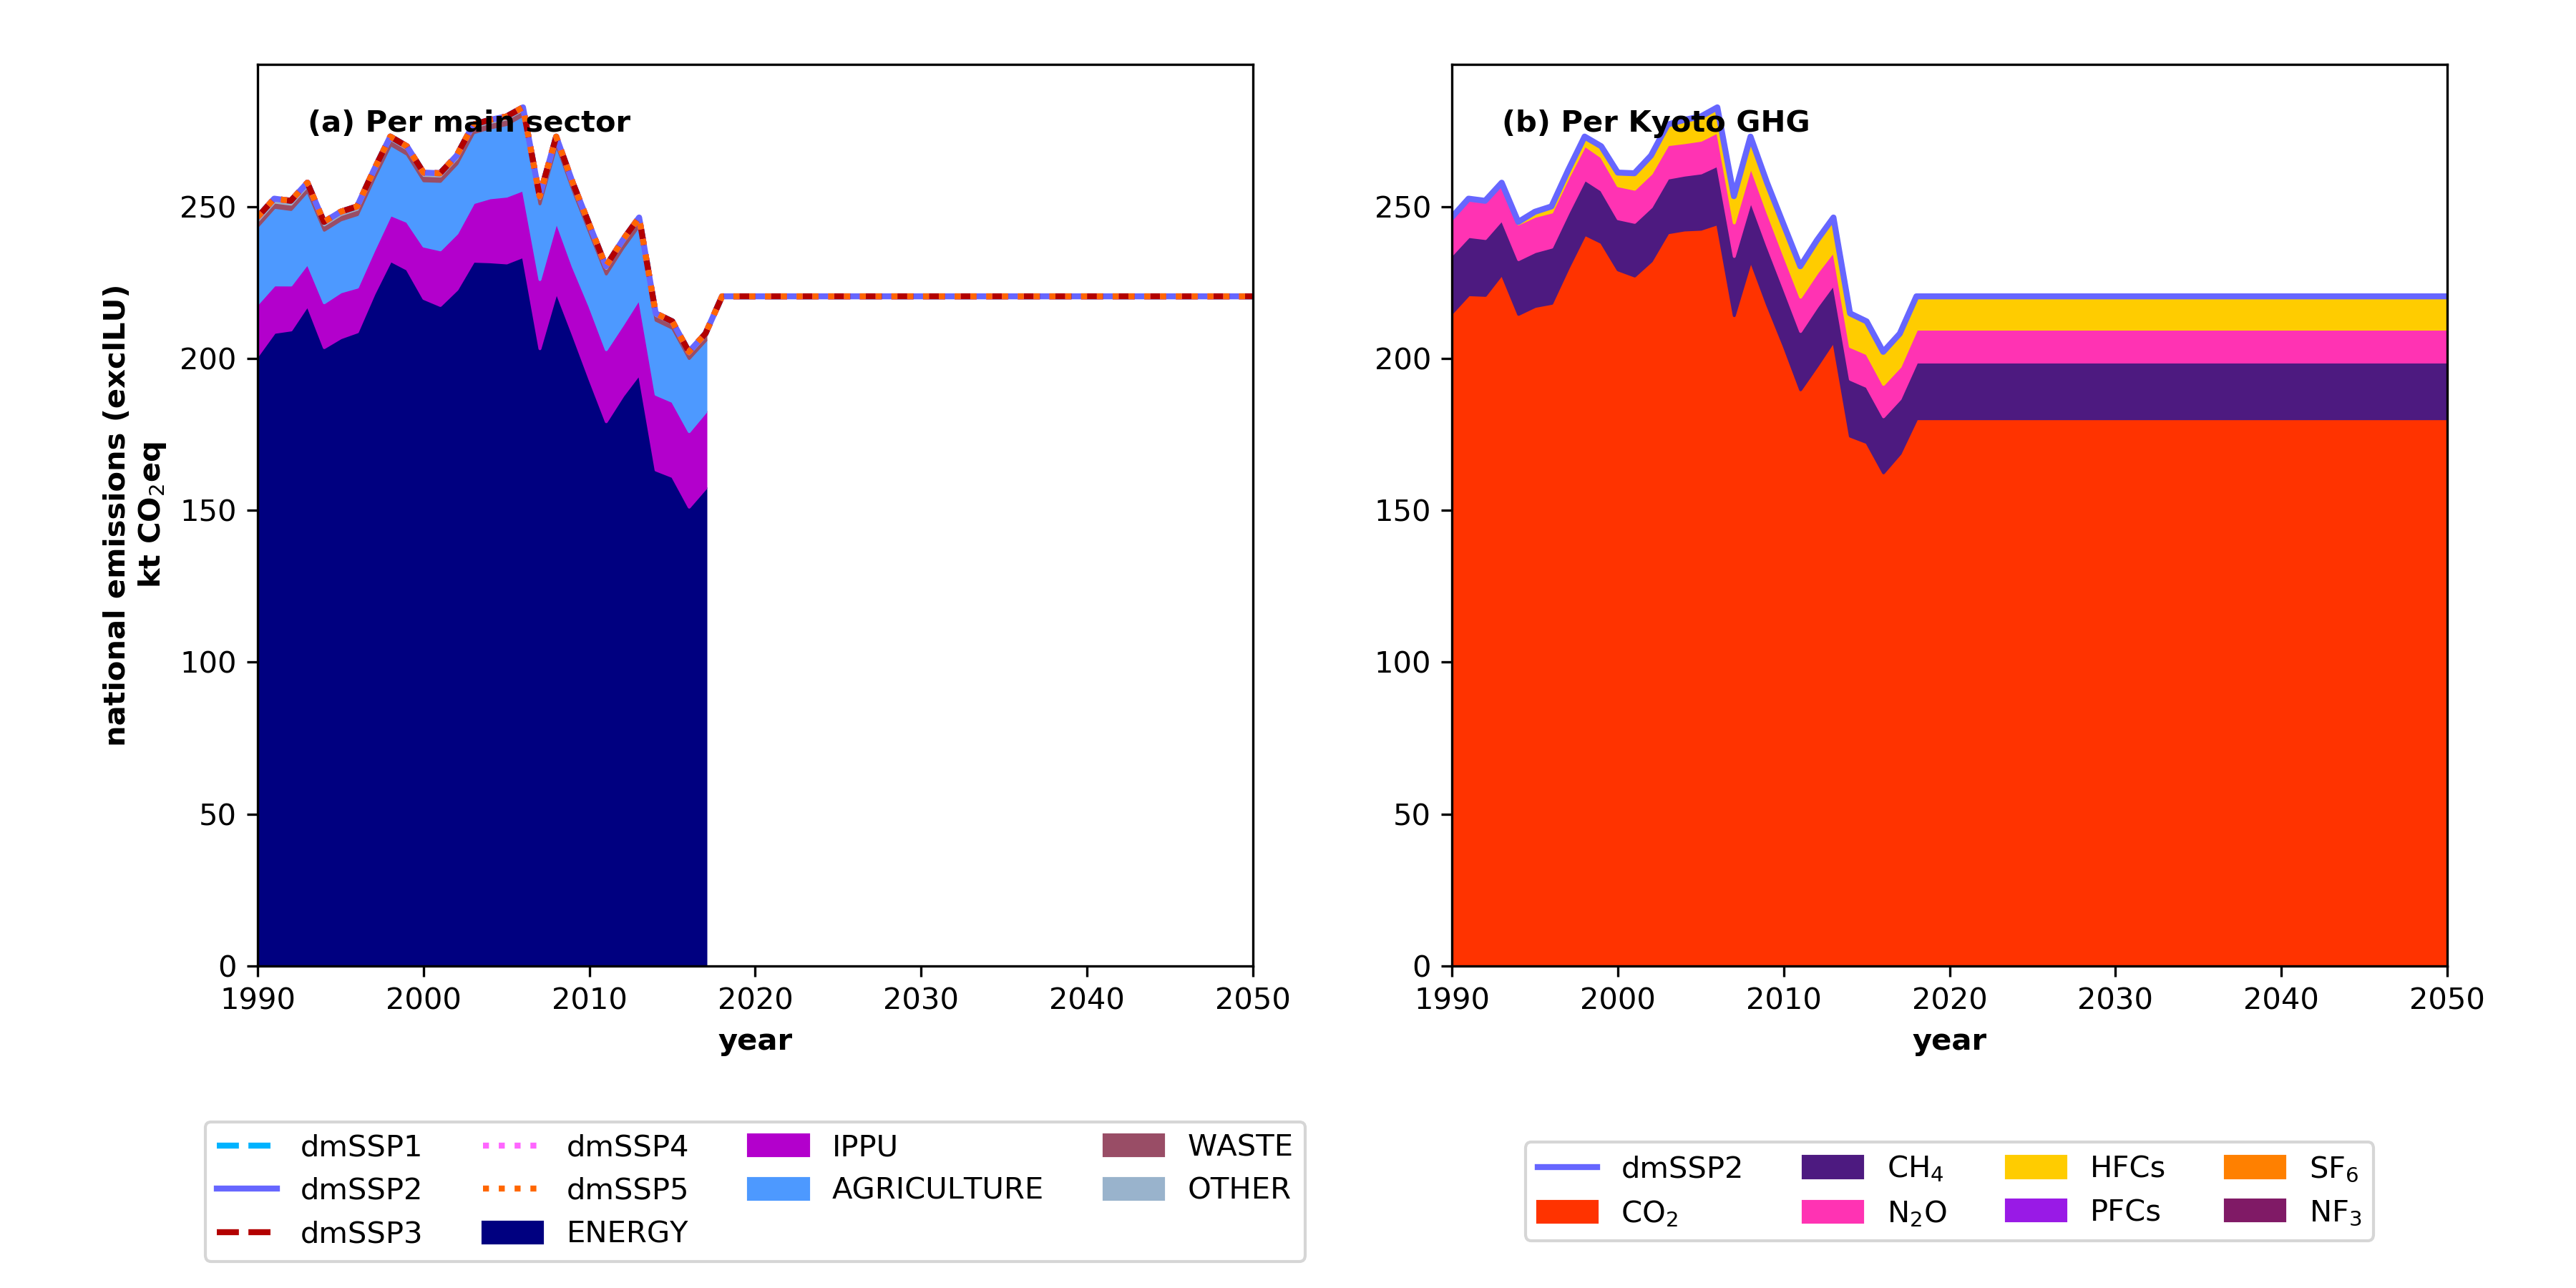 (a) Per main sector
national emissions (exclLU)
kt CO₂eq
250
200
150
100
50
0
1990 2000 2010 2020 2030 2040 2050
year
dmSSP1 dmSSP4 IPPU WASTE
dmSSP2 dmSSP5 AGRICULTURE OTHER
dmSSP3 ENERGY
(b) Per Kyoto GHG
250
200
150
100
50
0
1990 2000 2010 2020 2030 2040 2050
year
dmSSP2 CH₄ HFCs SF₆
CO₂ N₂O PFCs NF₃